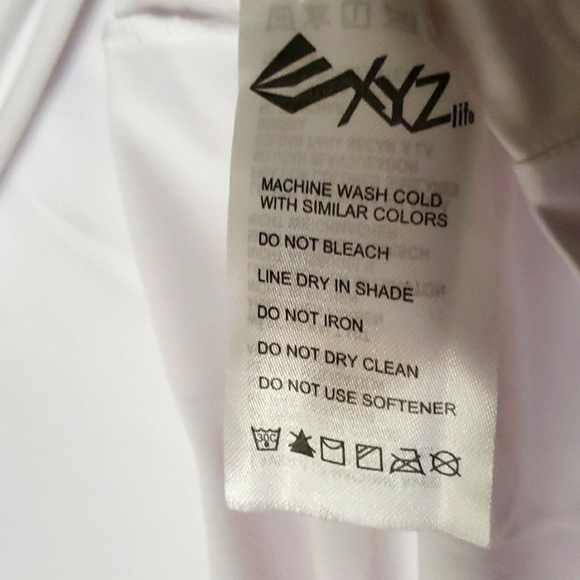 XYZ life
MACHINE WASH COLD
WITH SIMILAR COLORS
DO NOT BLEACH
LINE DRY IN SHADE
DO NOT IRON
DO NOT DRY CLEAN
DO NOT USE SOFTENER
30C